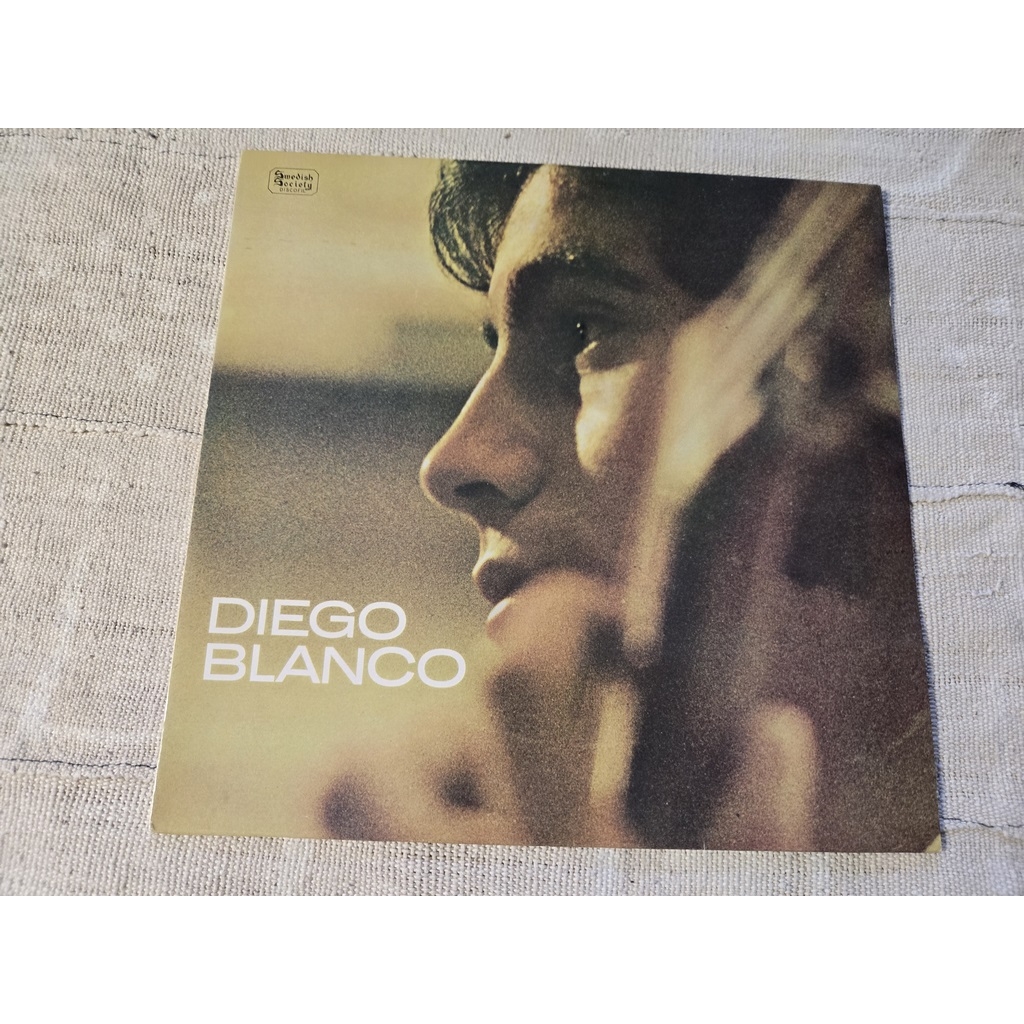 Swedish
Society
DISCOFIL
DIEGO
BLANCO